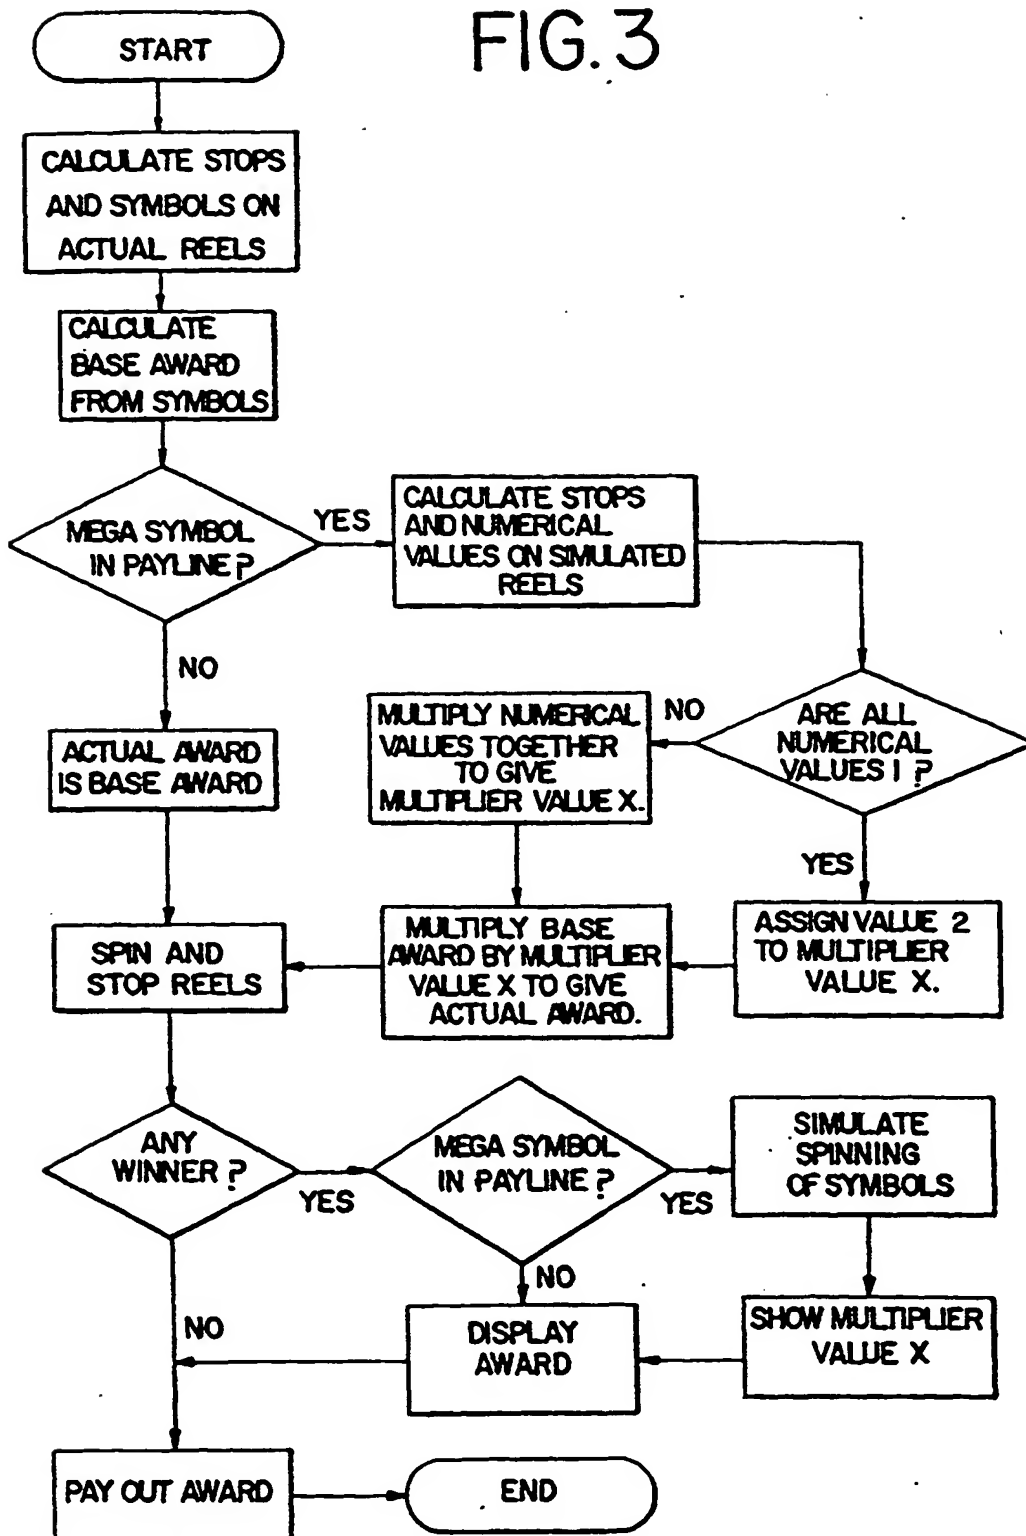 FIG. 3
START
CALCULATE STOPS
AND SYMBOLS ON
ACTUAL REELS
CALCULATE
BASE AWARD
FROM SYMBOLS
MEGA SYMBOL
IN PAYLINE?
YES
CALCULATE STOPS
AND NUMERICAL
VALUES ON SIMULATED
REELS
NO
ARE ALL
NUMERICAL
VALUES 1?
NO
MULTIPLY NUMERICAL
VALUES TOGETHER
TO GIVE
MULTIPLIER VALUE X.
ACTUAL AWARD
IS BASE AWARD
YES
ASSIGN VALUE 2
TO MULTIPLIER
VALUE X.
MULTIPLY BASE
AWARD BY MULTIPLIER
VALUE X TO GIVE
ACTUAL AWARD.
SPIN AND
STOP REELS
ANY
WINNER?
YES
MEGA SYMBOL
IN PAYLINE?
YES
SIMULATE
SPINNING
OF SYMBOLS
NO
NO
DISPLAY
AWARD
SHOW MULTIPLIER
VALUE X
PAY OUT AWARD
END